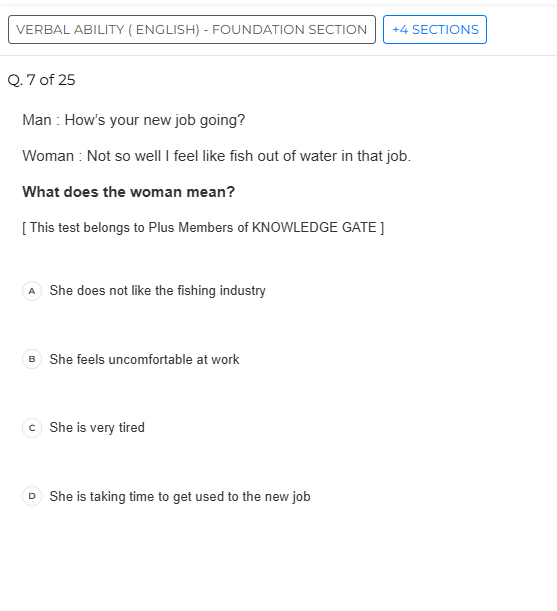 VERBAL ABILITY ( ENGLISH) - FOUNDATION SECTION
+4 SECTIONS
Q. 7 of 25
Man : How's your new job going?
Woman : Not so well I feel like fish out of water in that job.
What does the woman mean?
[ This test belongs to Plus Members of KNOWLEDGE GATE ]
A She does not like the fishing industry
B She feels uncomfortable at work
C She is very tired
D She is taking time to get used to the new job